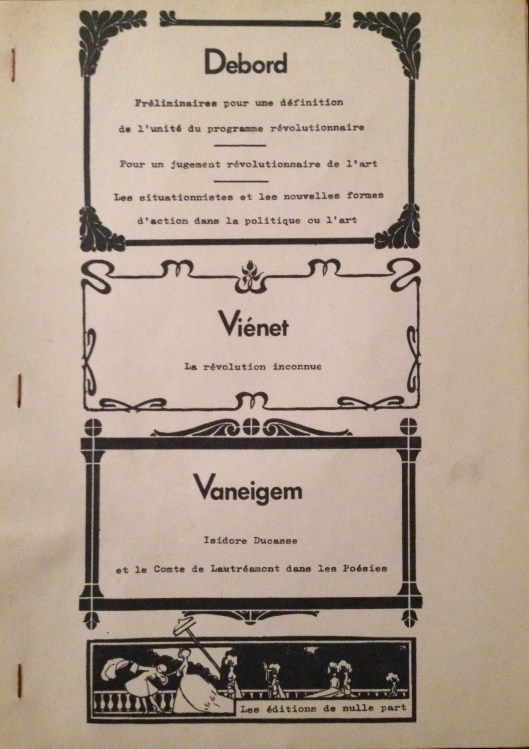 Debord
Préliminaires pour une définition
de l'unité du programme révolutionnaire
Pour un jugement révolutionnaire de l'art
Les situationnistes et les nouvelles formes
d'action dans la politique ou l'art
Viénet
La révolution inconnue
Vaneigem
Isidore Ducasse
et le Comte de Lautréamont dans les Poésies
Les éditions de nulle part